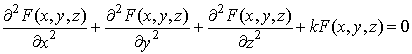 ∂²F(x,y,z)/∂x² + ∂²F(x,y,z)/∂y² + ∂²F(x,y,z)/∂z² + kF(x,y,z) = 0